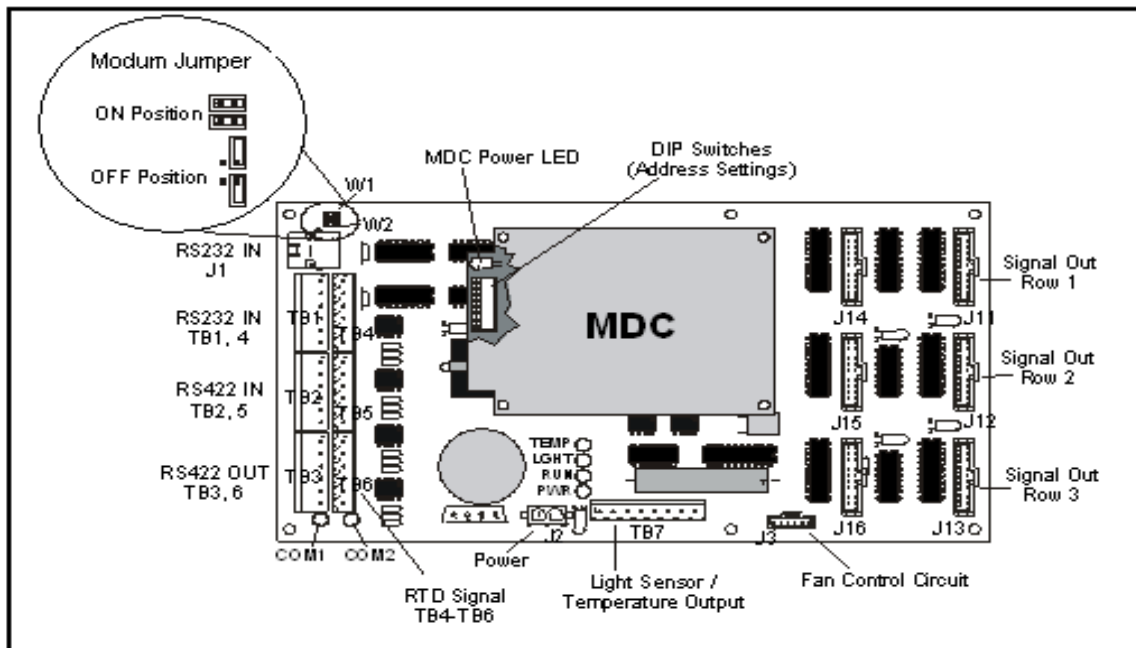 Modum Jumper
ON Position
OFF Position
W1
W2
MDC Power LED
DIP Switches
(Address Settings)
RS232 IN
J1
RS232 IN
TB1, 4
RS422 IN
TB2, 5
RS422 OUT
TB3, 6
TB1
TB4
TB2
TB5
TB3
TB6
COM1
COM2
MDC
J14
J11
J15
J12
J16
J13
Signal Out
Row 1
Signal Out
Row 2
Signal Out
Row 3
TEMP
LGHT
RUN
PWR
J2
TB7
J3
Power
RTD Signal
TB4-TB6
Light Sensor /
Temperature Output
Fan Control Circuit